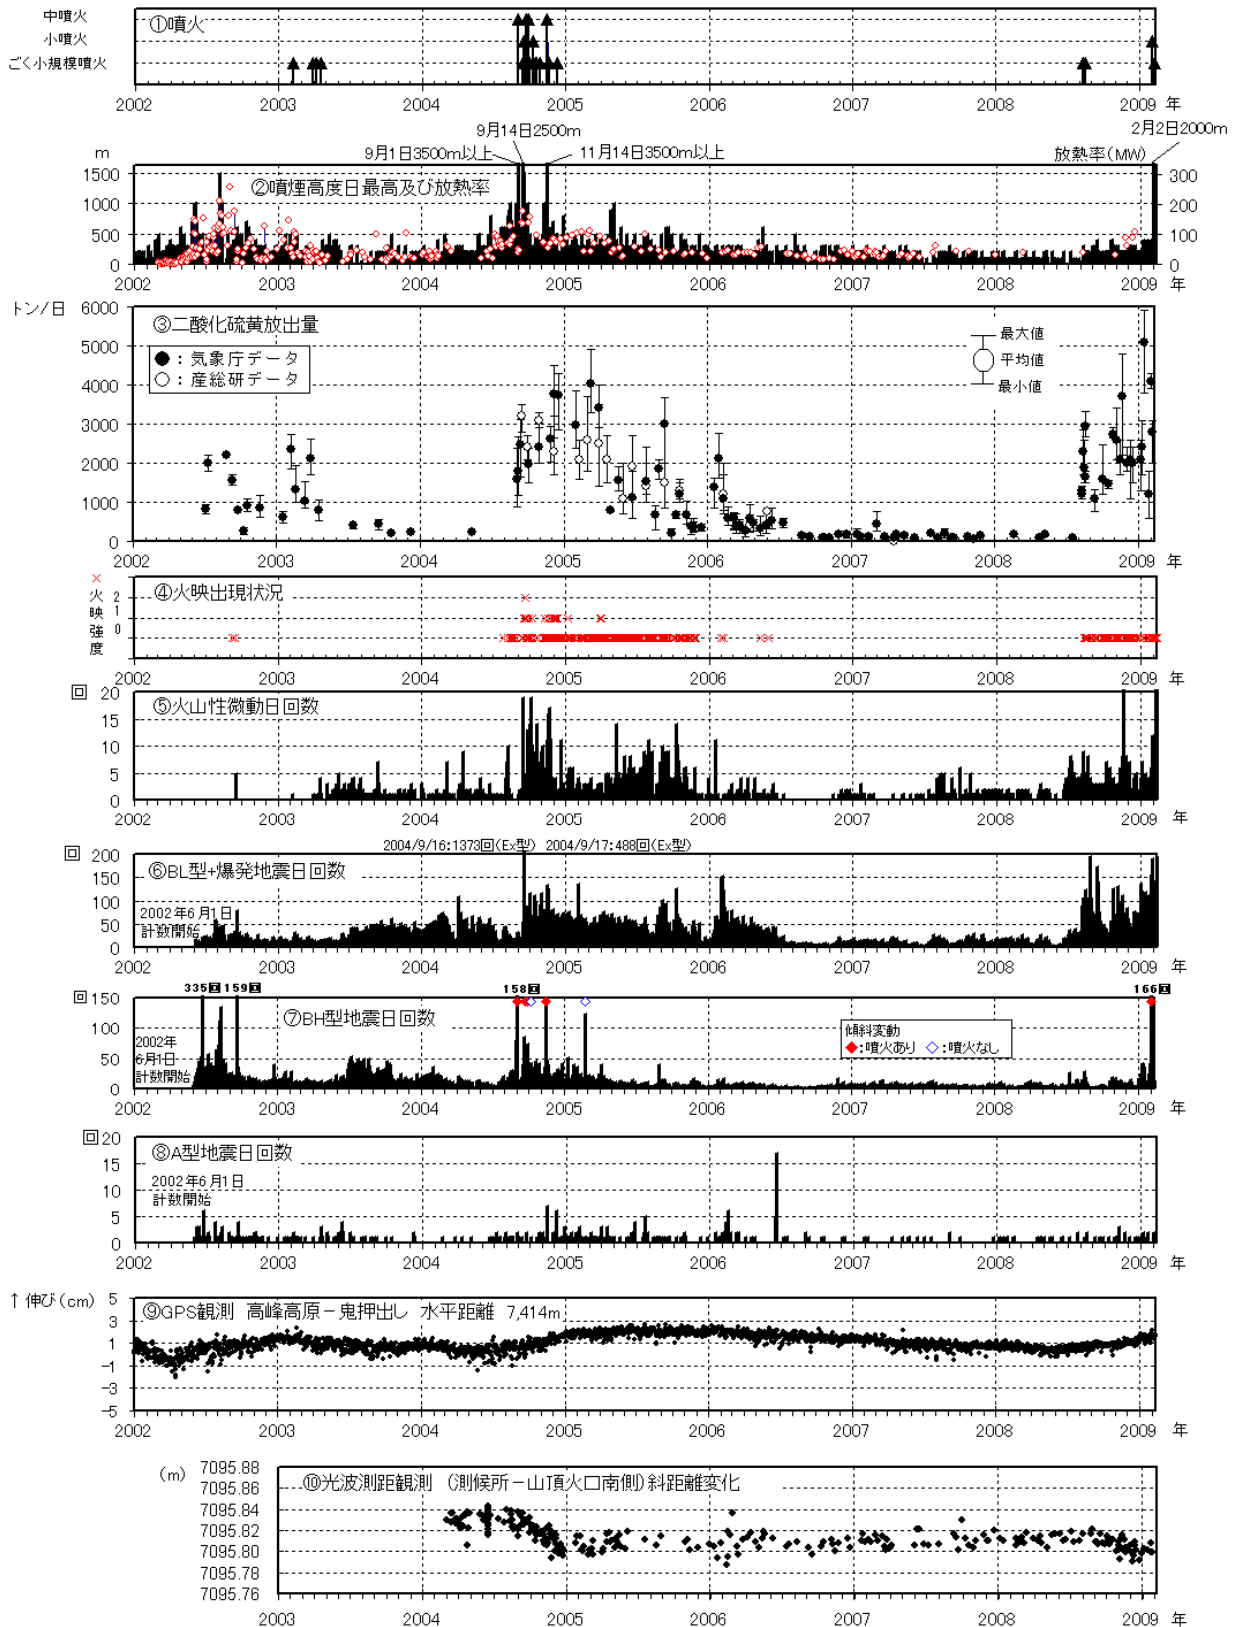 ①噴火
中噴火
小噴火
ごく小規模噴火
2002 2003 2004 2005 2006 2007 2008 2009 年
9月14日2500m
9月1日3500m以上
11月14日3500m以上
2月2日2000m
m
放熱率(MW)
②噴煙高度日最高及び放熱率
1500
1000
500
0
300
200
100
0
2002 2003 2004 2005 2006 2007 2008 2009 年
トン/日
③二酸化硫黄放出量
●:気象庁データ
○:産総研データ
最大値
平均値
最小値
6000
5000
4000
3000
2000
1000
0
2002 2003 2004 2005 2006 2007 2008 2009 年
④火映出現状況
×火映強度
2
1
0
2002 2003 2004 2005 2006 2007 2008 2009 年
回
⑤火山性微動日回数
20
15
10
5
0
2002 2003 2004 2005 2006 2007 2008 2009 年
2004/9/16:1373回(Ex型) 2004/9/17:488回(Ex型)
回
⑥BL型+爆発地震日回数
2002年6月1日
計数開始
200
150
100
50
0
2002 2003 2004 2005 2006 2007 2008 2009 年
335回 159回 158回 166回
回
⑦BH型地震日回数
2002年
6月1日
計数開始
傾斜変動
◆:噴火あり ◇:噴火なし
150
100
50
0
2002 2003 2004 2005 2006 2007 2008 2009 年
回
⑧A型地震日回数
2002年6月1日
計数開始
20
15
10
5
0
2002 2003 2004 2005 2006 2007 2008 2009 年
↑伸び(cm)
⑨GPS観測 高峰高原-鬼押出し 水平距離 7,414m
5
3
1
-1
-3
-5
2002 2003 2004 2005 2006 2007 2008 2009 年
(m)
⑩光波測距観測 (測候所-山頂火口南側)斜距離変化
7095.88
7095.86
7095.84
7095.82
7095.80
7095.78
7095.76
2003 2004 2005 2006 2007 2008 2009 年